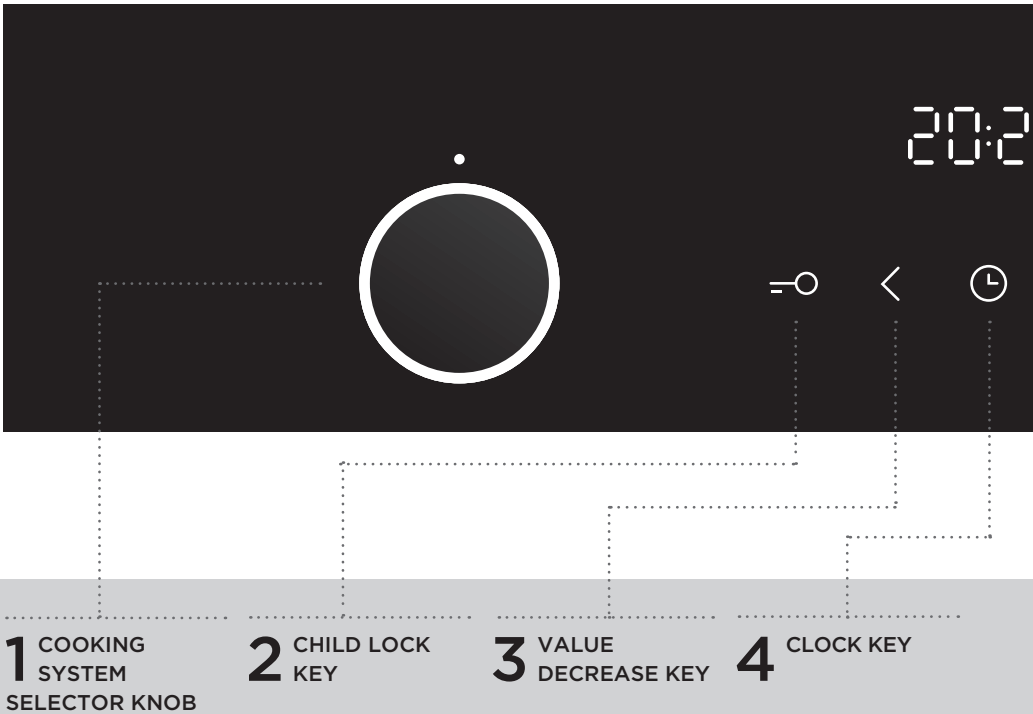 20:2
1 COOKING
SYSTEM
SELECTOR KNOB
2 CHILD LOCK
KEY
3 VALUE
DECREASE KEY
4 CLOCK KEY